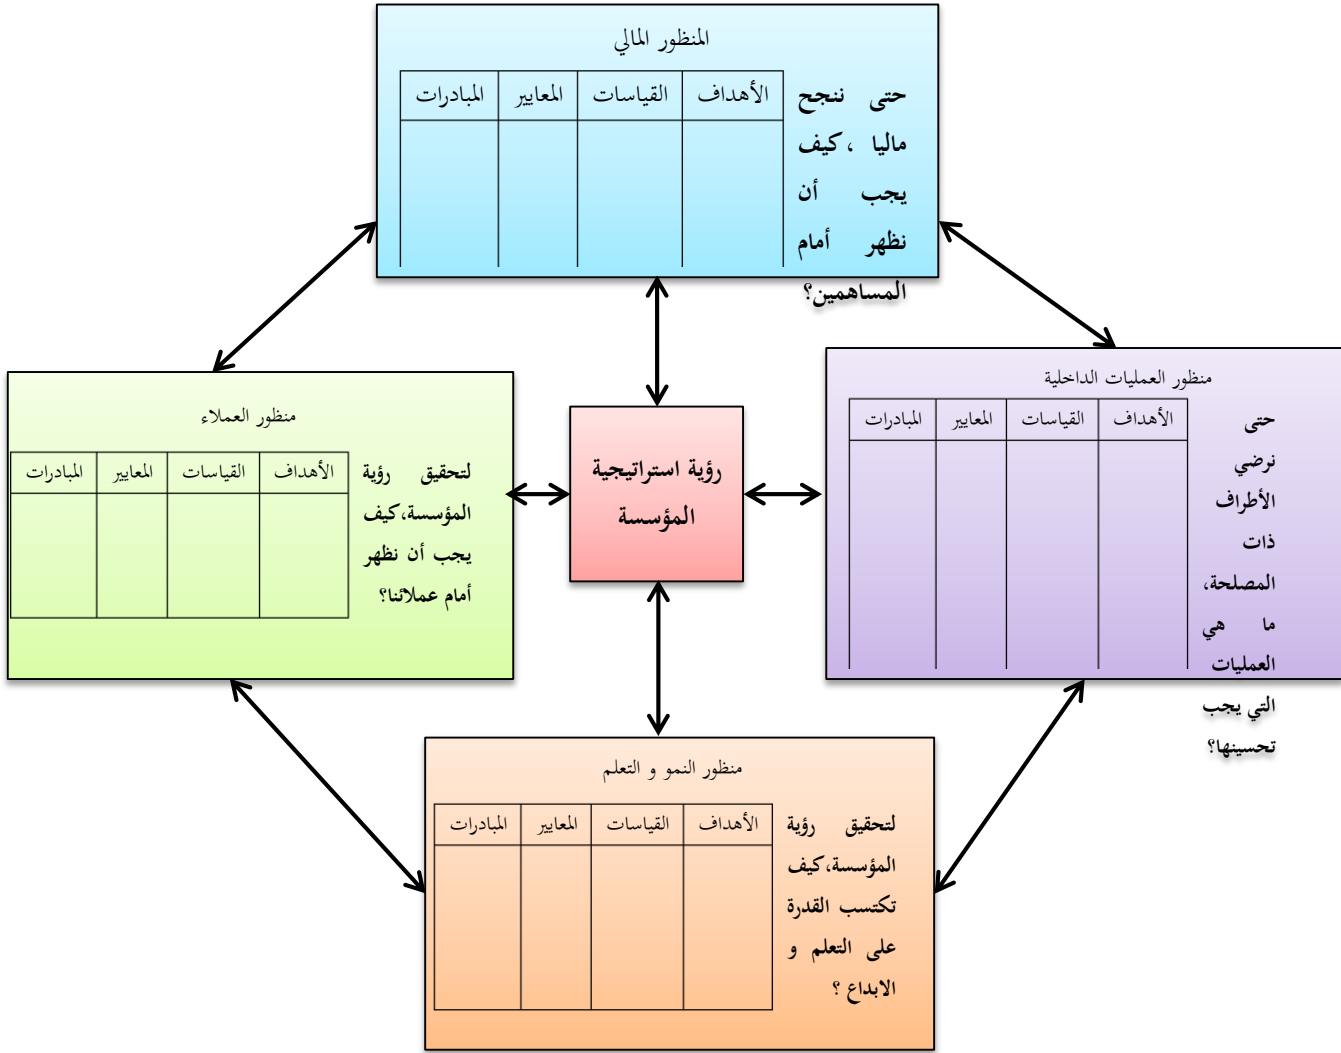 المنظور المالي
حتى ننجح
ماليا ،كيف
يجب أن
نظهر أمام
المساهمين؟
الأهداف القياسات المعايير المبادرات
منظور العمليات الداخلية
حتى
نرضي
الأطراف
ذات
المصلحة،
ما هي
العمليات
التي يجب
تحسينها؟
الأهداف القياسات المعايير المبادرات
رؤية استراتيجية
المؤسسة
منظور العملاء
لتحقيق رؤية
المؤسسة،كيف
يجب أن نظهر
أمام عملائنا؟
الأهداف القياسات المعايير المبادرات
منظور النمو و التعلم
لتحقيق رؤية
المؤسسة،كيف
تكتسب القدرة
على التعلم و
الابداع ؟
الأهداف القياسات المعايير المبادرات